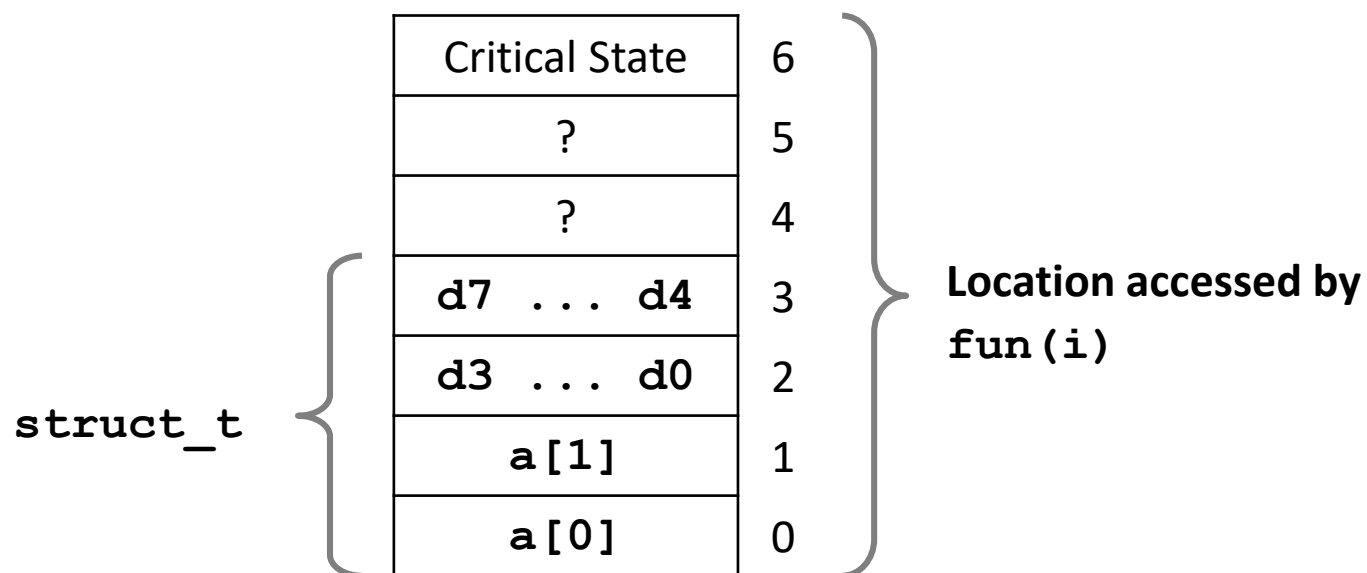 Critical State 6
? 5
? 4
d7 ... d4 3
d3 ... d0 2
a[1] 1
a[0] 0
struct_t
Location accessed by
fun(i)